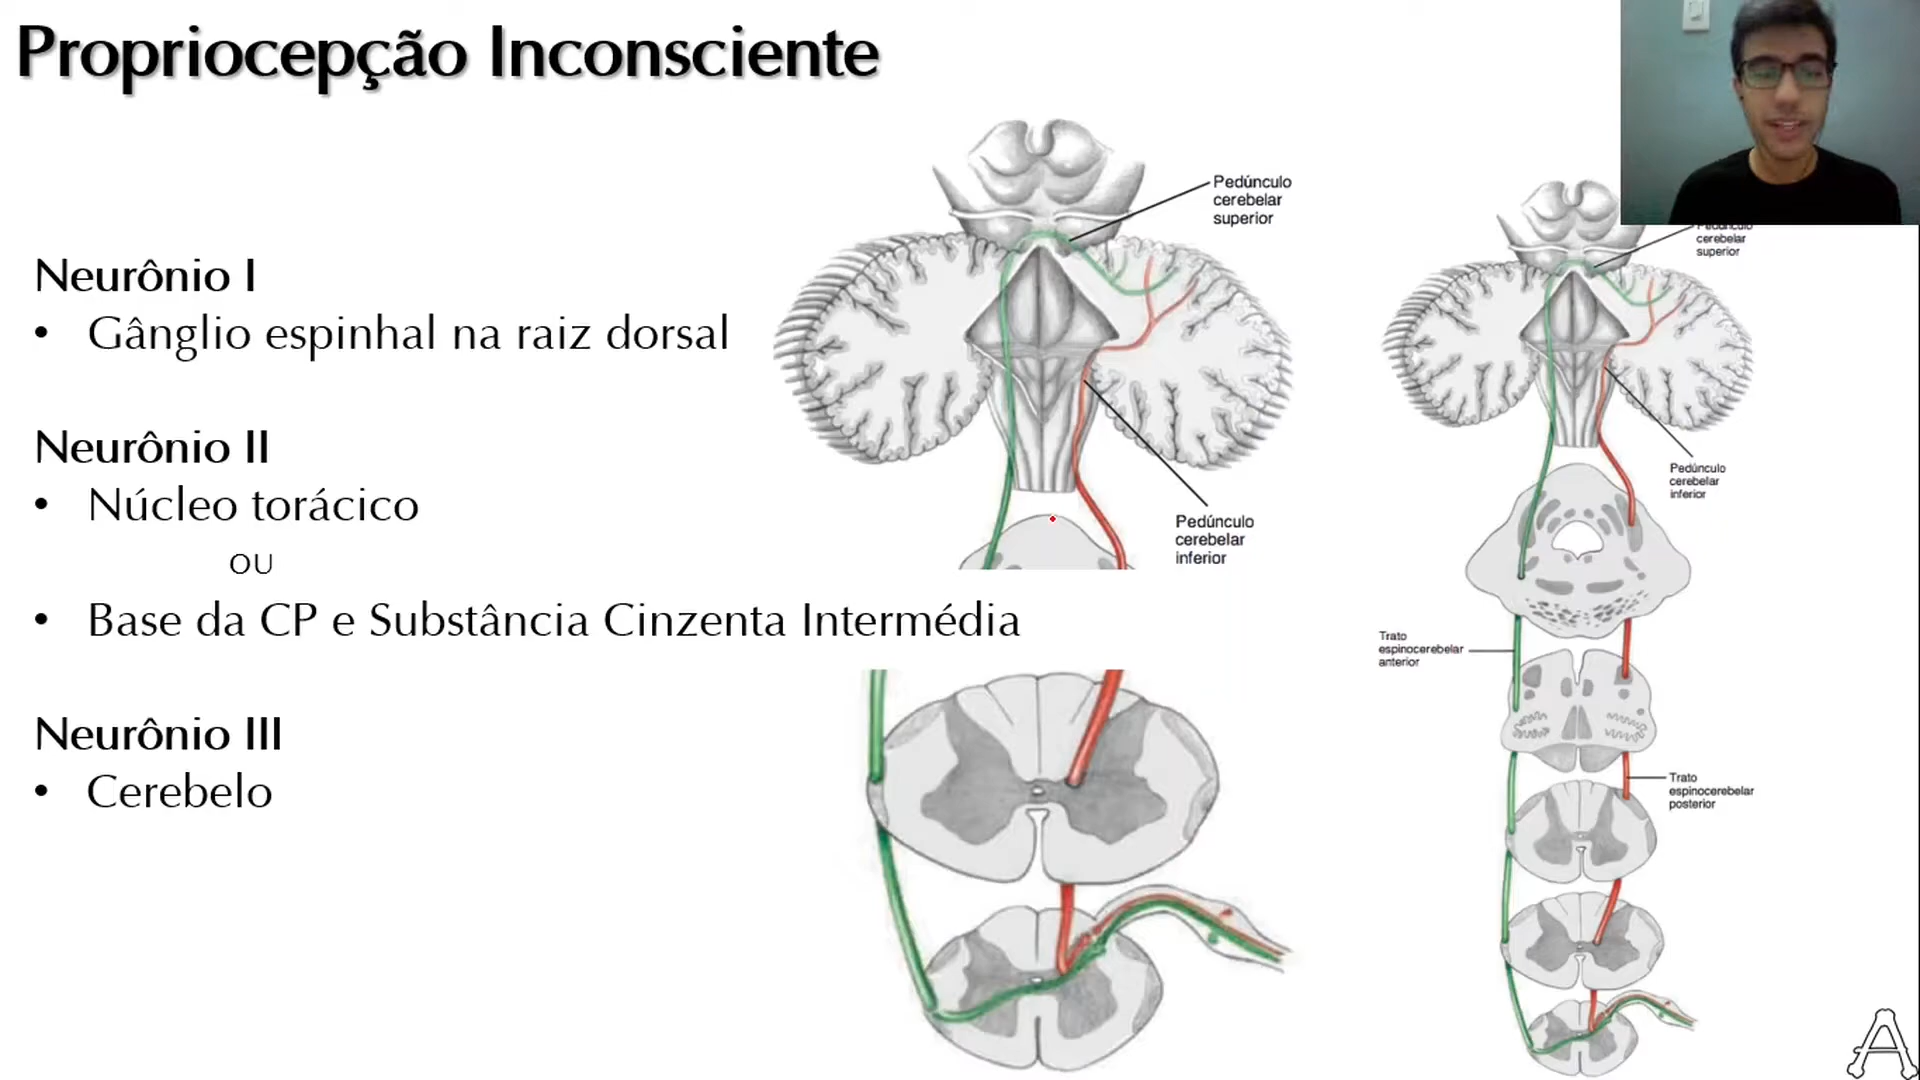 Propriocepção Inconsciente
Neurônio I
• Gânglio espinhal na raiz dorsal
Neurônio II
• Núcleo torácico
ou
• Base da CP e Substância Cinzenta Intermédia
Neurônio III
• Cerebelo
Pedúnculo
cerebelar
superior
Pedúnculo
cerebelar
inferior
Pedúnculo
cerebelar
superior
Pedúnculo
cerebelar
inferior
Trato
espinocerebelar
anterior
Trato
espinocerebelar
posterior
A